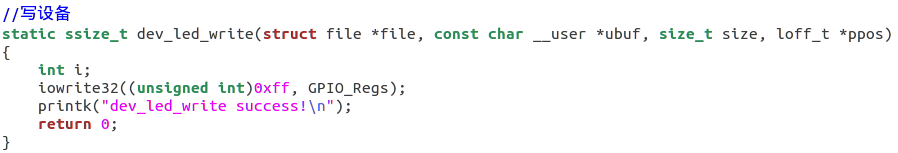 //写设备
static ssize_t dev_led_write(struct file *file, const char __user *ubuf, size_t size, loff_t *ppos)
{
    int i;
    iowrite32((unsigned int)0xff, GPIO_Regs);
    printk("dev_led_write success!\n");
    return 0;
}